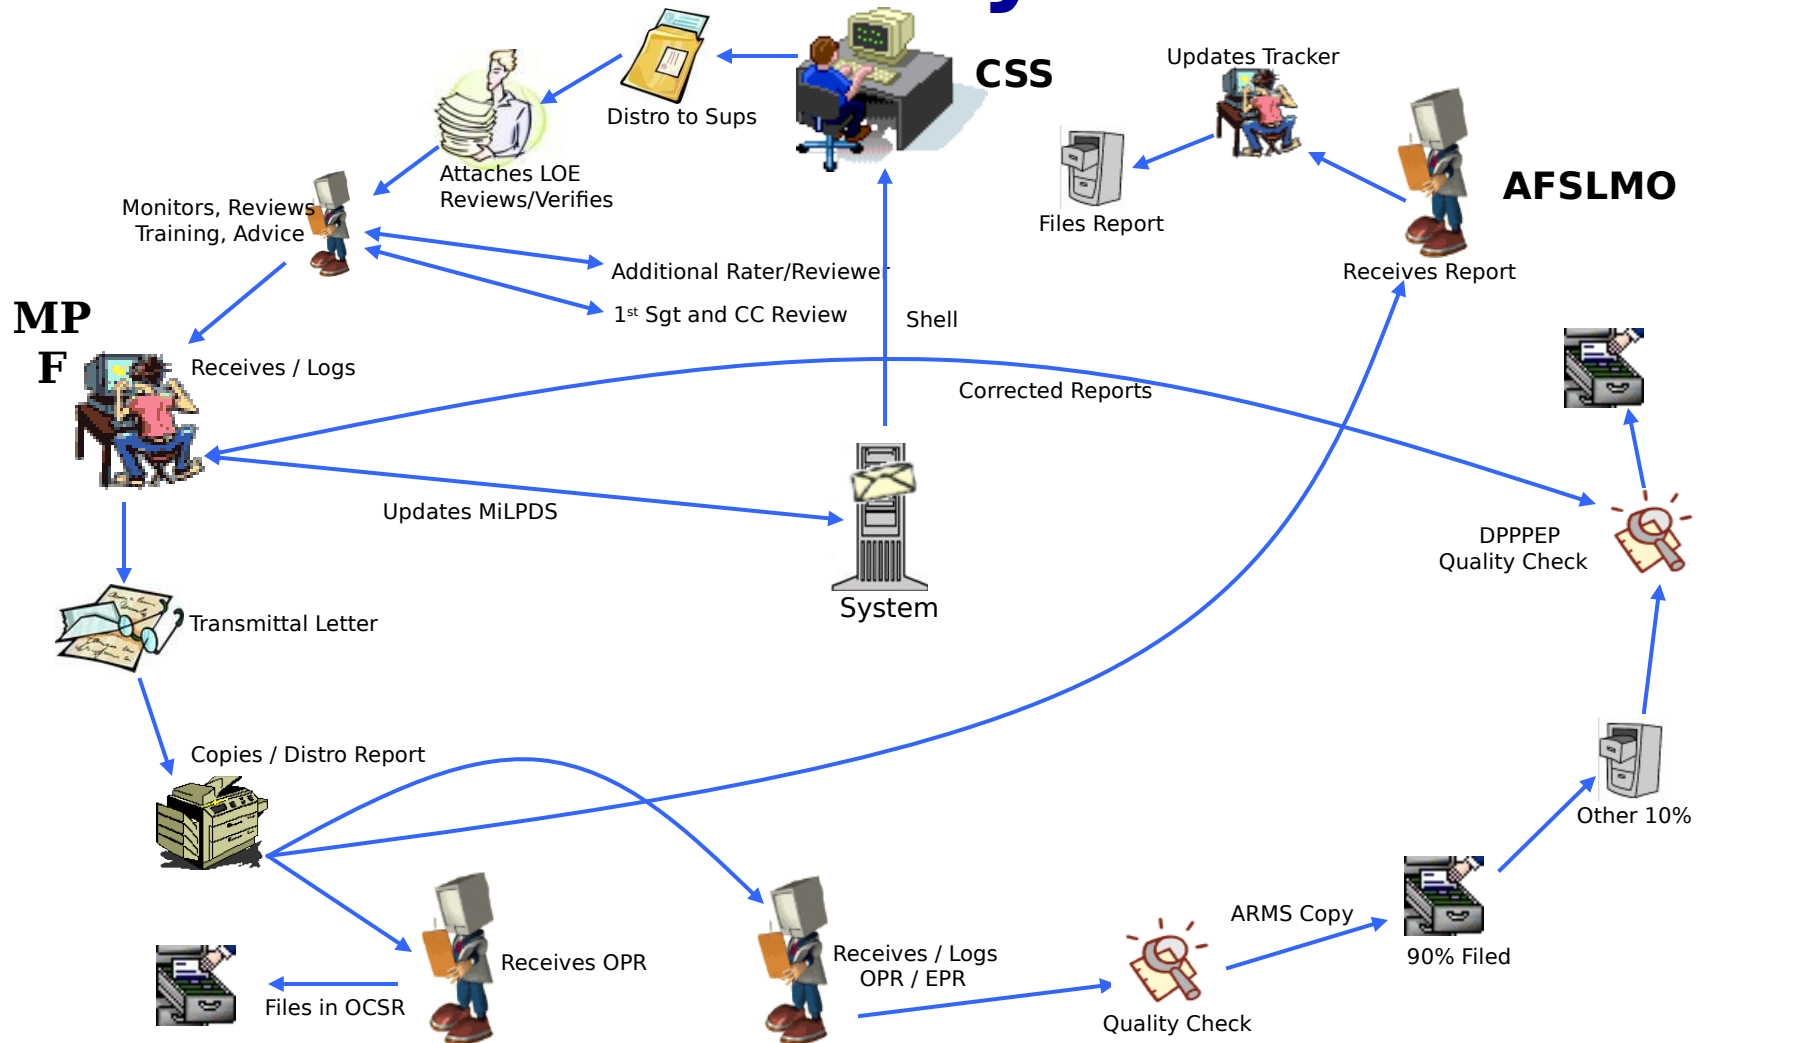 CSS
Updates Tracker
Distro to Sups
Attaches LOE
Reviews/Verifies
AFSLMO
Monitors, Reviews
Training, Advice
Files Report
Receives Report
Additional Rater/Reviewer
1st Sgt and CC Review
Shell
MP
F
Receives / Logs
Corrected Reports
Updates MiLPDS
DPPPEP
Quality Check
System
Transmittal Letter
Copies / Distro Report
Other 10%
ARMS Copy
90% Filed
Receives OPR
Receives / Logs
OPR / EPR
Files in OCSR
Quality Check